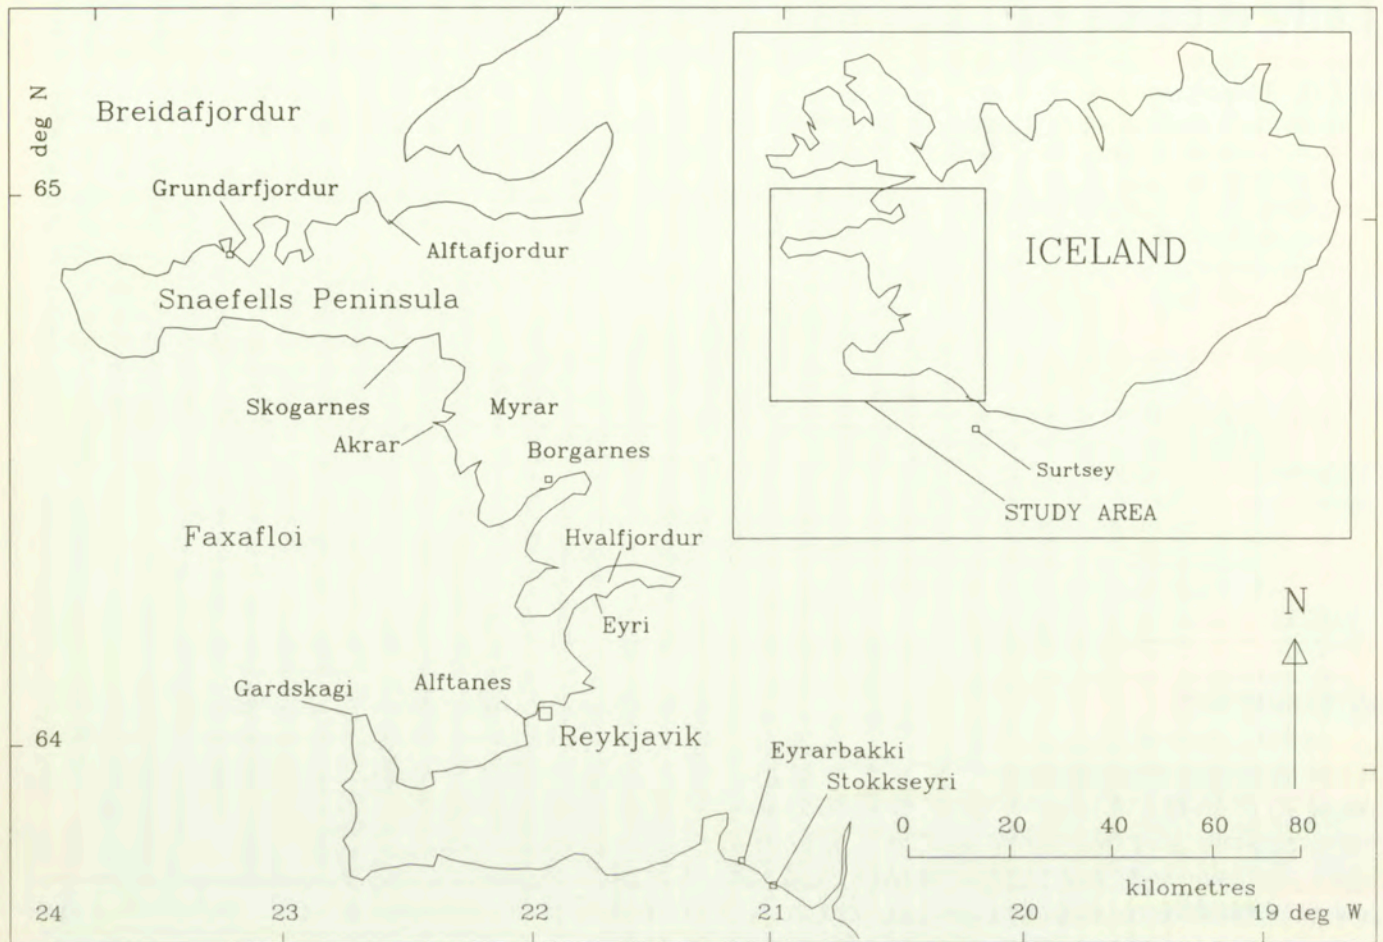 Breidafjordur
deg N
65
Grundarfjordur
Alftafjordur
Snaefells Peninsula
Skogarnes
Myrar
Akrar
Borgarnes
Faxafloi
Hvalfjordur
Eyri
Gardskagi
Alftanes
64
Reykjavik
Eyrarbakki
Stokkseyri
ICELAND
Surtsey
STUDY AREA
N
0 20 40 60 80
kilometres
24 23 22 21 20 19 deg W